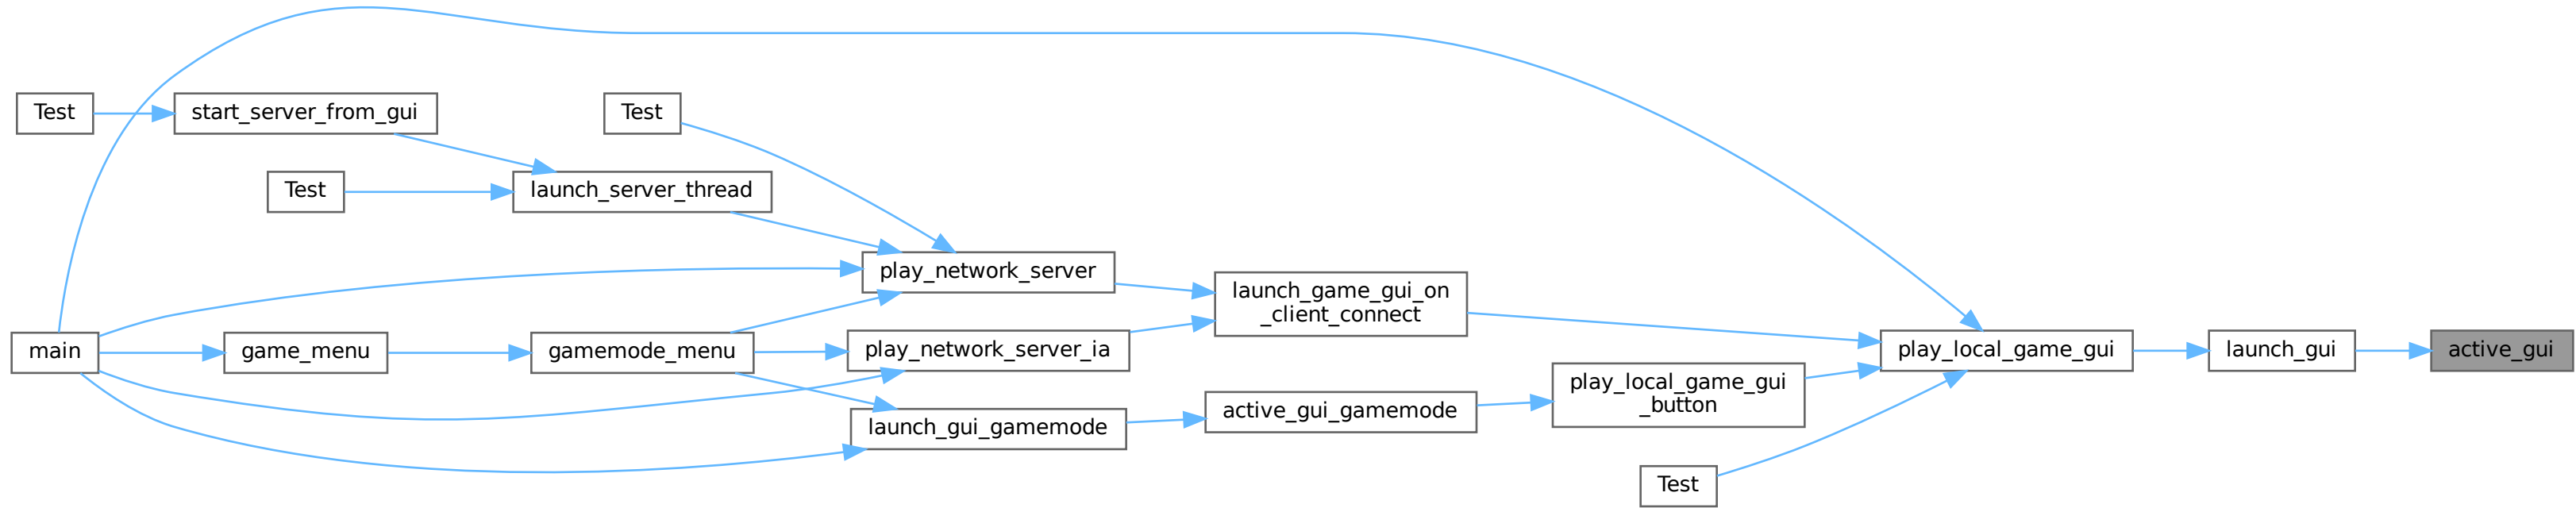 Test
start_server_from_gui
Test
Test
launch_server_thread
play_network_server
launch_game_gui_on
_client_connect
main
game_menu
gamemode_menu
play_network_server_ia
play_local_game_gui
launch_gui
active_gui
play_local_game_gui
_button
active_gui_gamemode
launch_gui_gamemode
Test